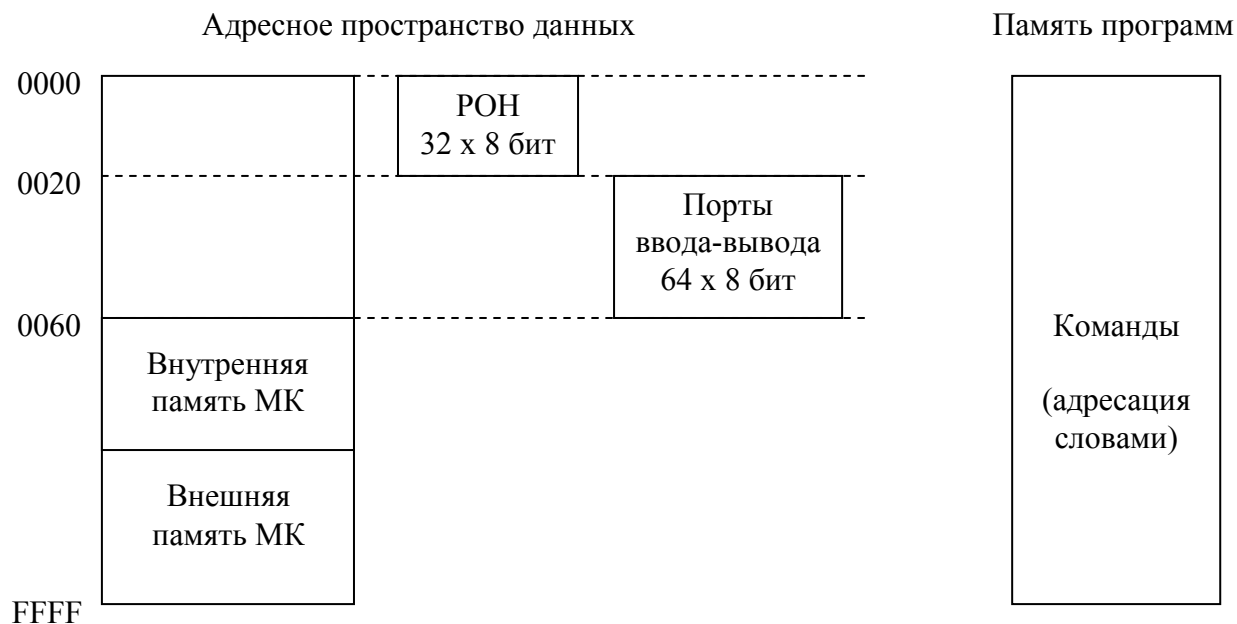 Адресное пространство данных
Память программ
0000
РОН
32 x 8 бит
0020
Порты
ввода-вывода
64 x 8 бит
0060
Внутренняя
память МК
Команды
(адресация
словами)
Внешняя
память МК
FFFF